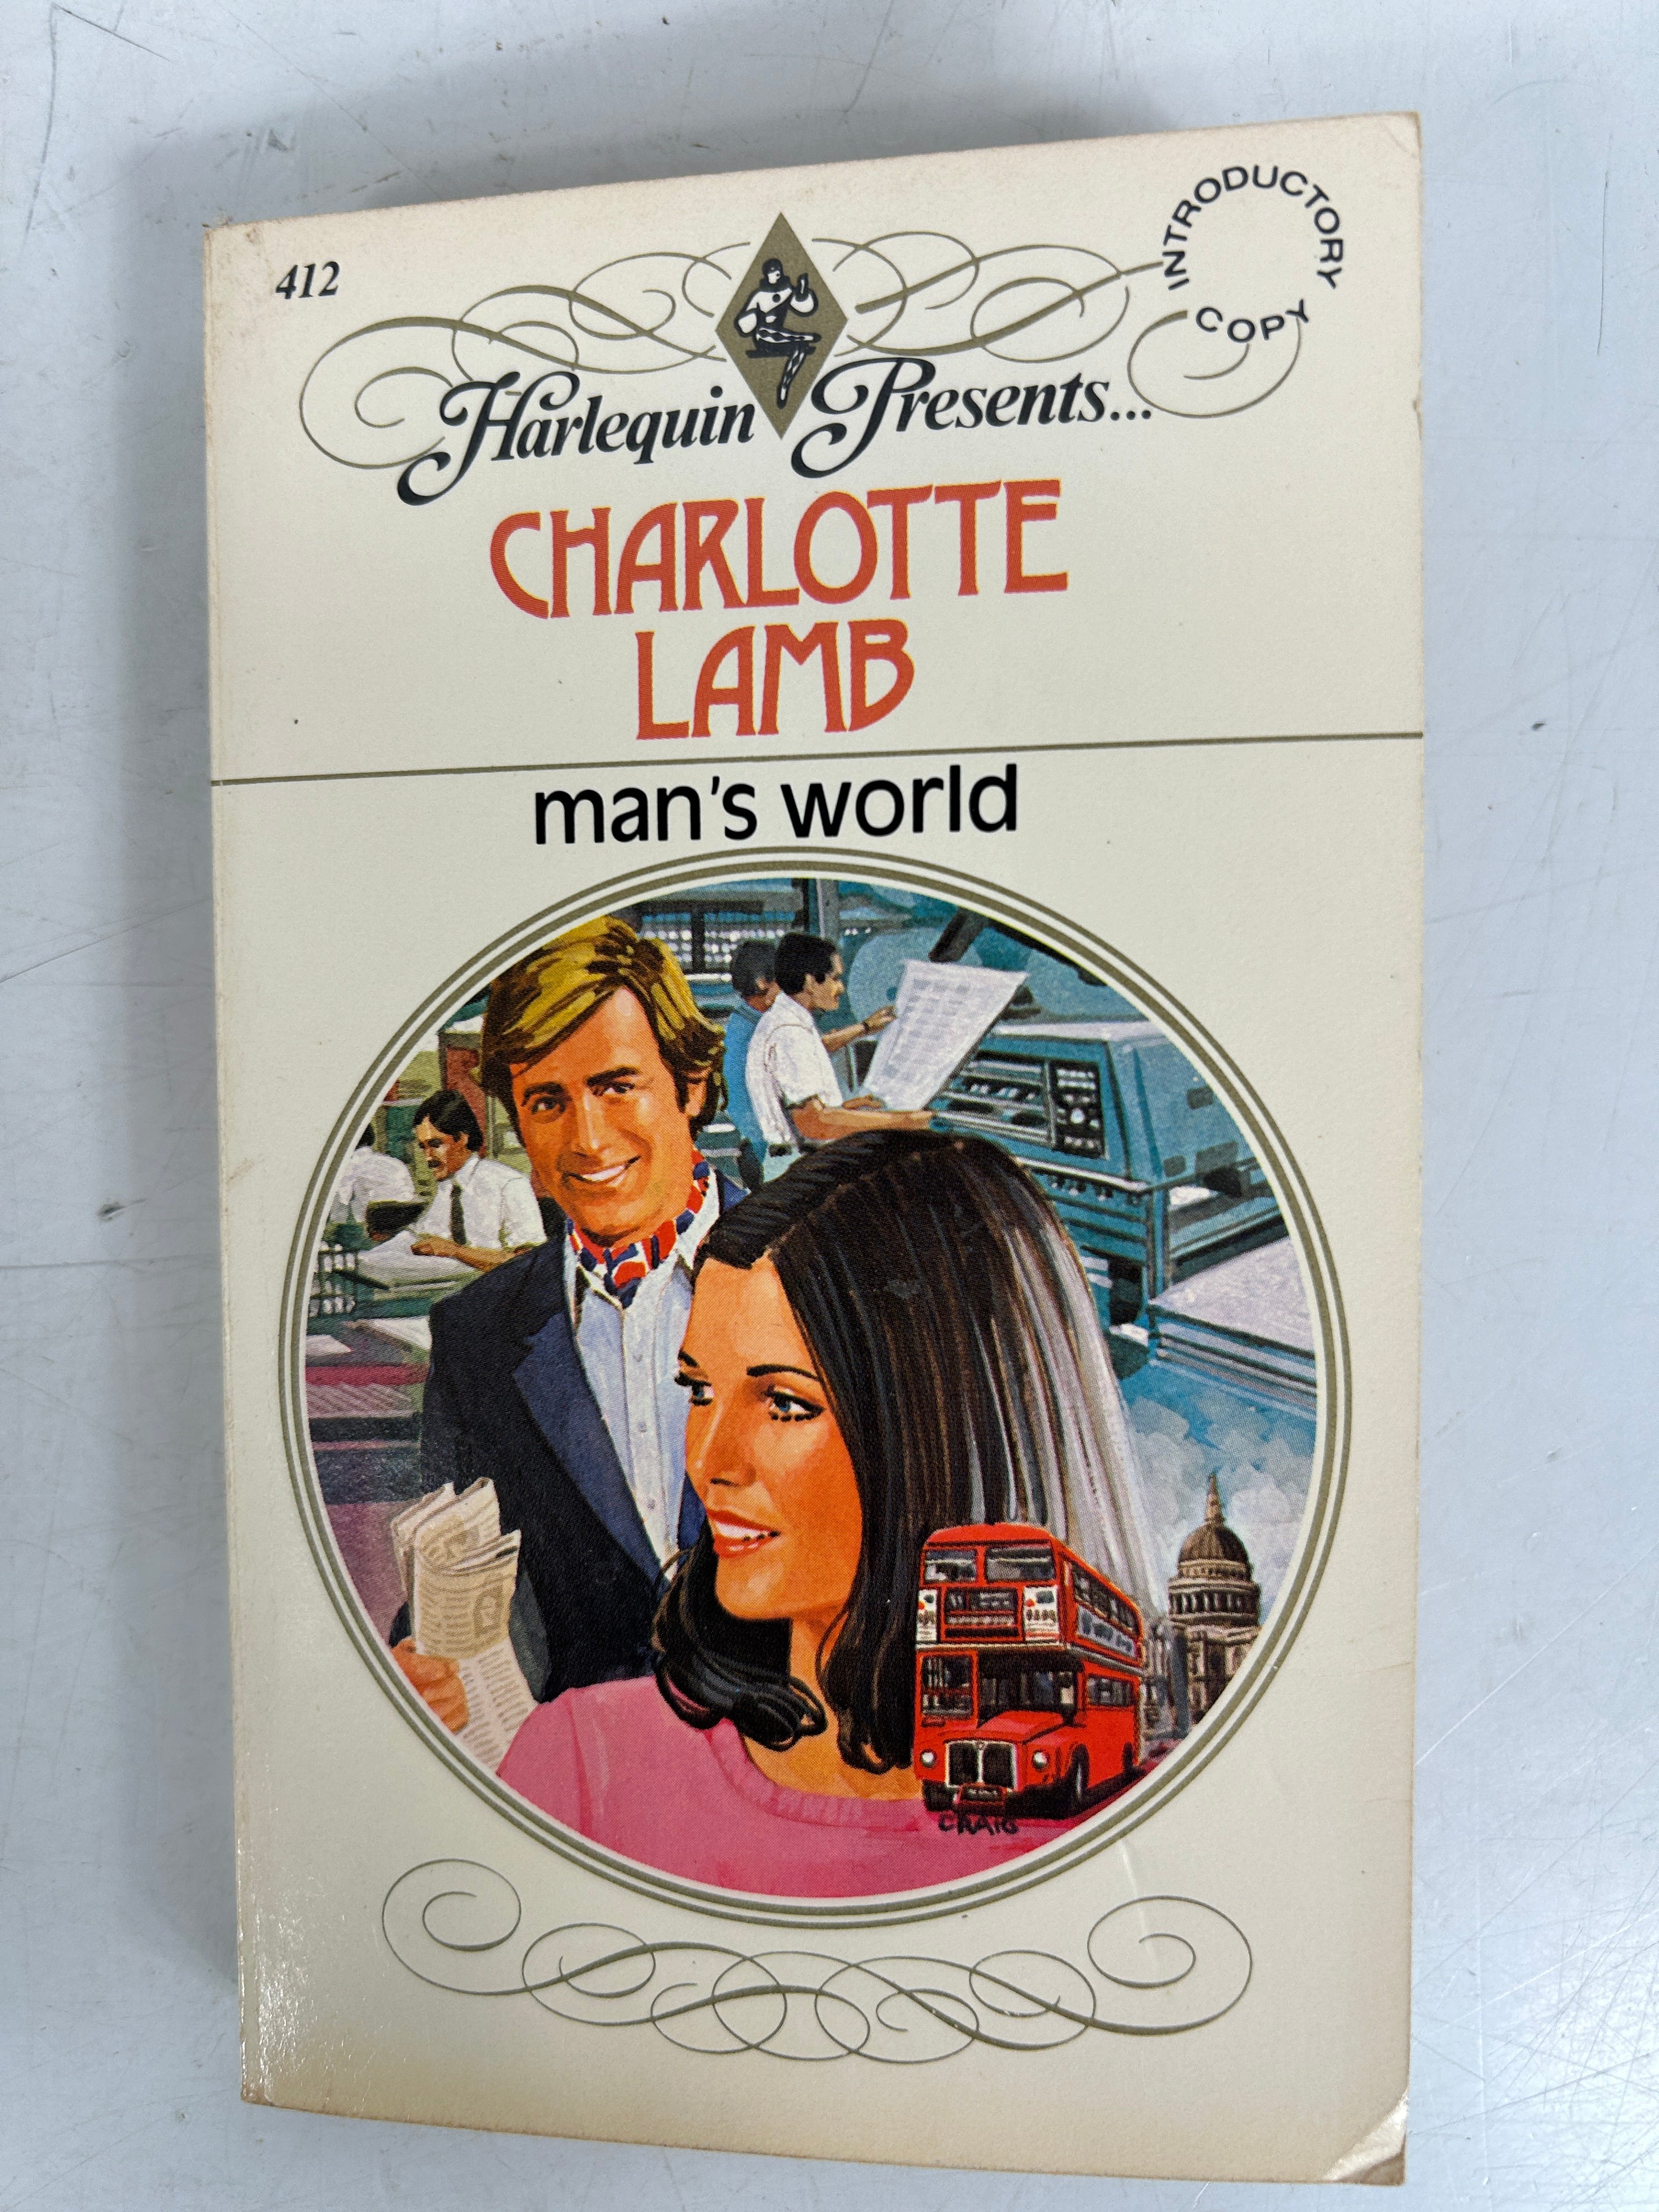 412
INTRODUCTORY
COPY
Harlequin Presents...
CHARLOTTE
LAMB
man's world
CRAIG